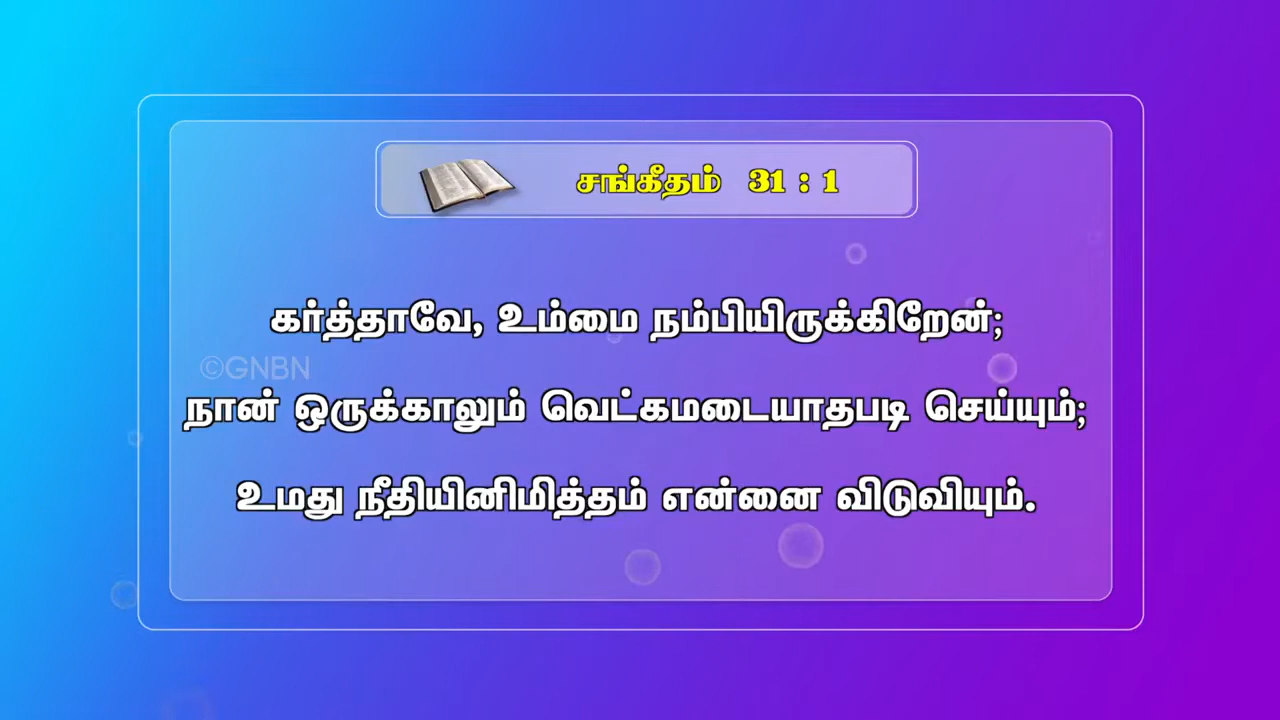 சங்கீதம் 31 : 1
கர்த்தாவே, உம்மை நம்பியிருக்கிறேன்;
©GNBN
நான் ஒருக்காலும் வெட்கமடையாதபடி செய்யும்;
உமது நீதியினிமித்தம் என்னை விடுவியும்.